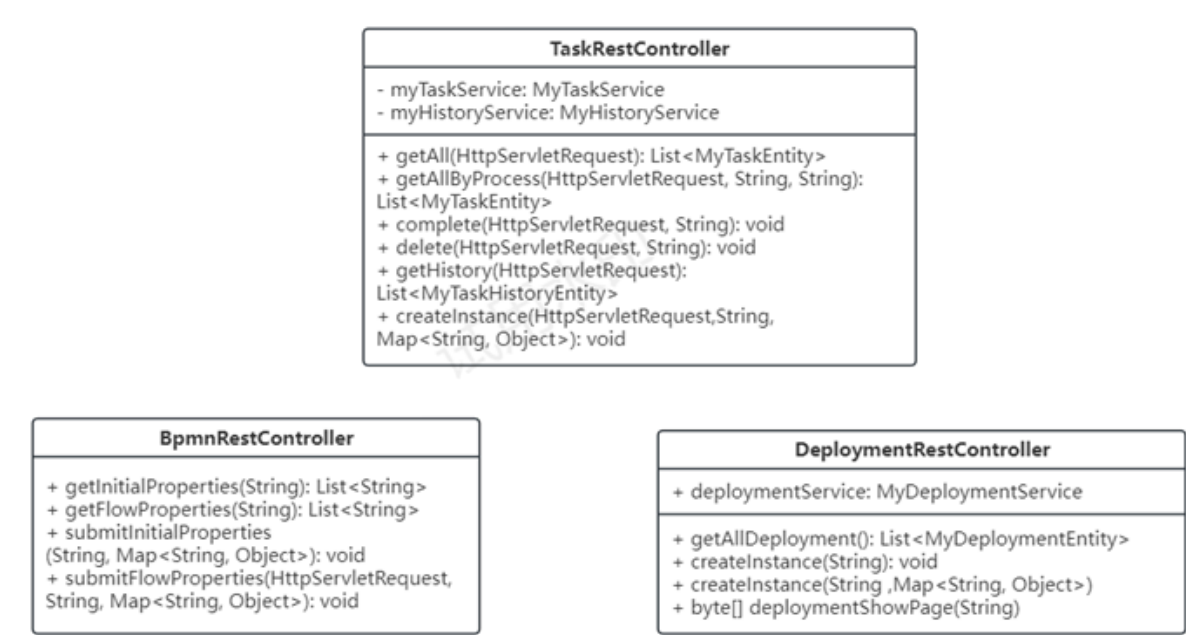 TaskRestController
- myTaskService: MyTaskService
- myHistoryService: MyHistoryService
+ getAll(HttpServletRequest): List<MyTaskEntity>
+ getAllByProcess(HttpServletRequest, String, String):
List<MyTaskEntity>
+ complete(HttpServletRequest, String): void
+ delete(HttpServletRequest, String): void
+ getHistory(HttpServletRequest):
List<MyTaskHistoryEntity>
+ createInstance(HttpServletRequest,String,
Map<String, Object>): void
BpmnRestController
+ getInitialProperties(String): List<String>
+ getFlowProperties(String): List<String>
+ submitInitialProperties
(String, Map<String, Object>): void
+ submitFlowProperties(HttpServletRequest,
String, Map<String, Object>): void
DeploymentRestController
+ deploymentService: MyDeploymentService
+ getAllDeployment(): List<MyDeploymentEntity>
+ createInstance(String): void
+ createInstance(String ,Map<String, Object>)
+ byte[] deploymentShowPage(String)